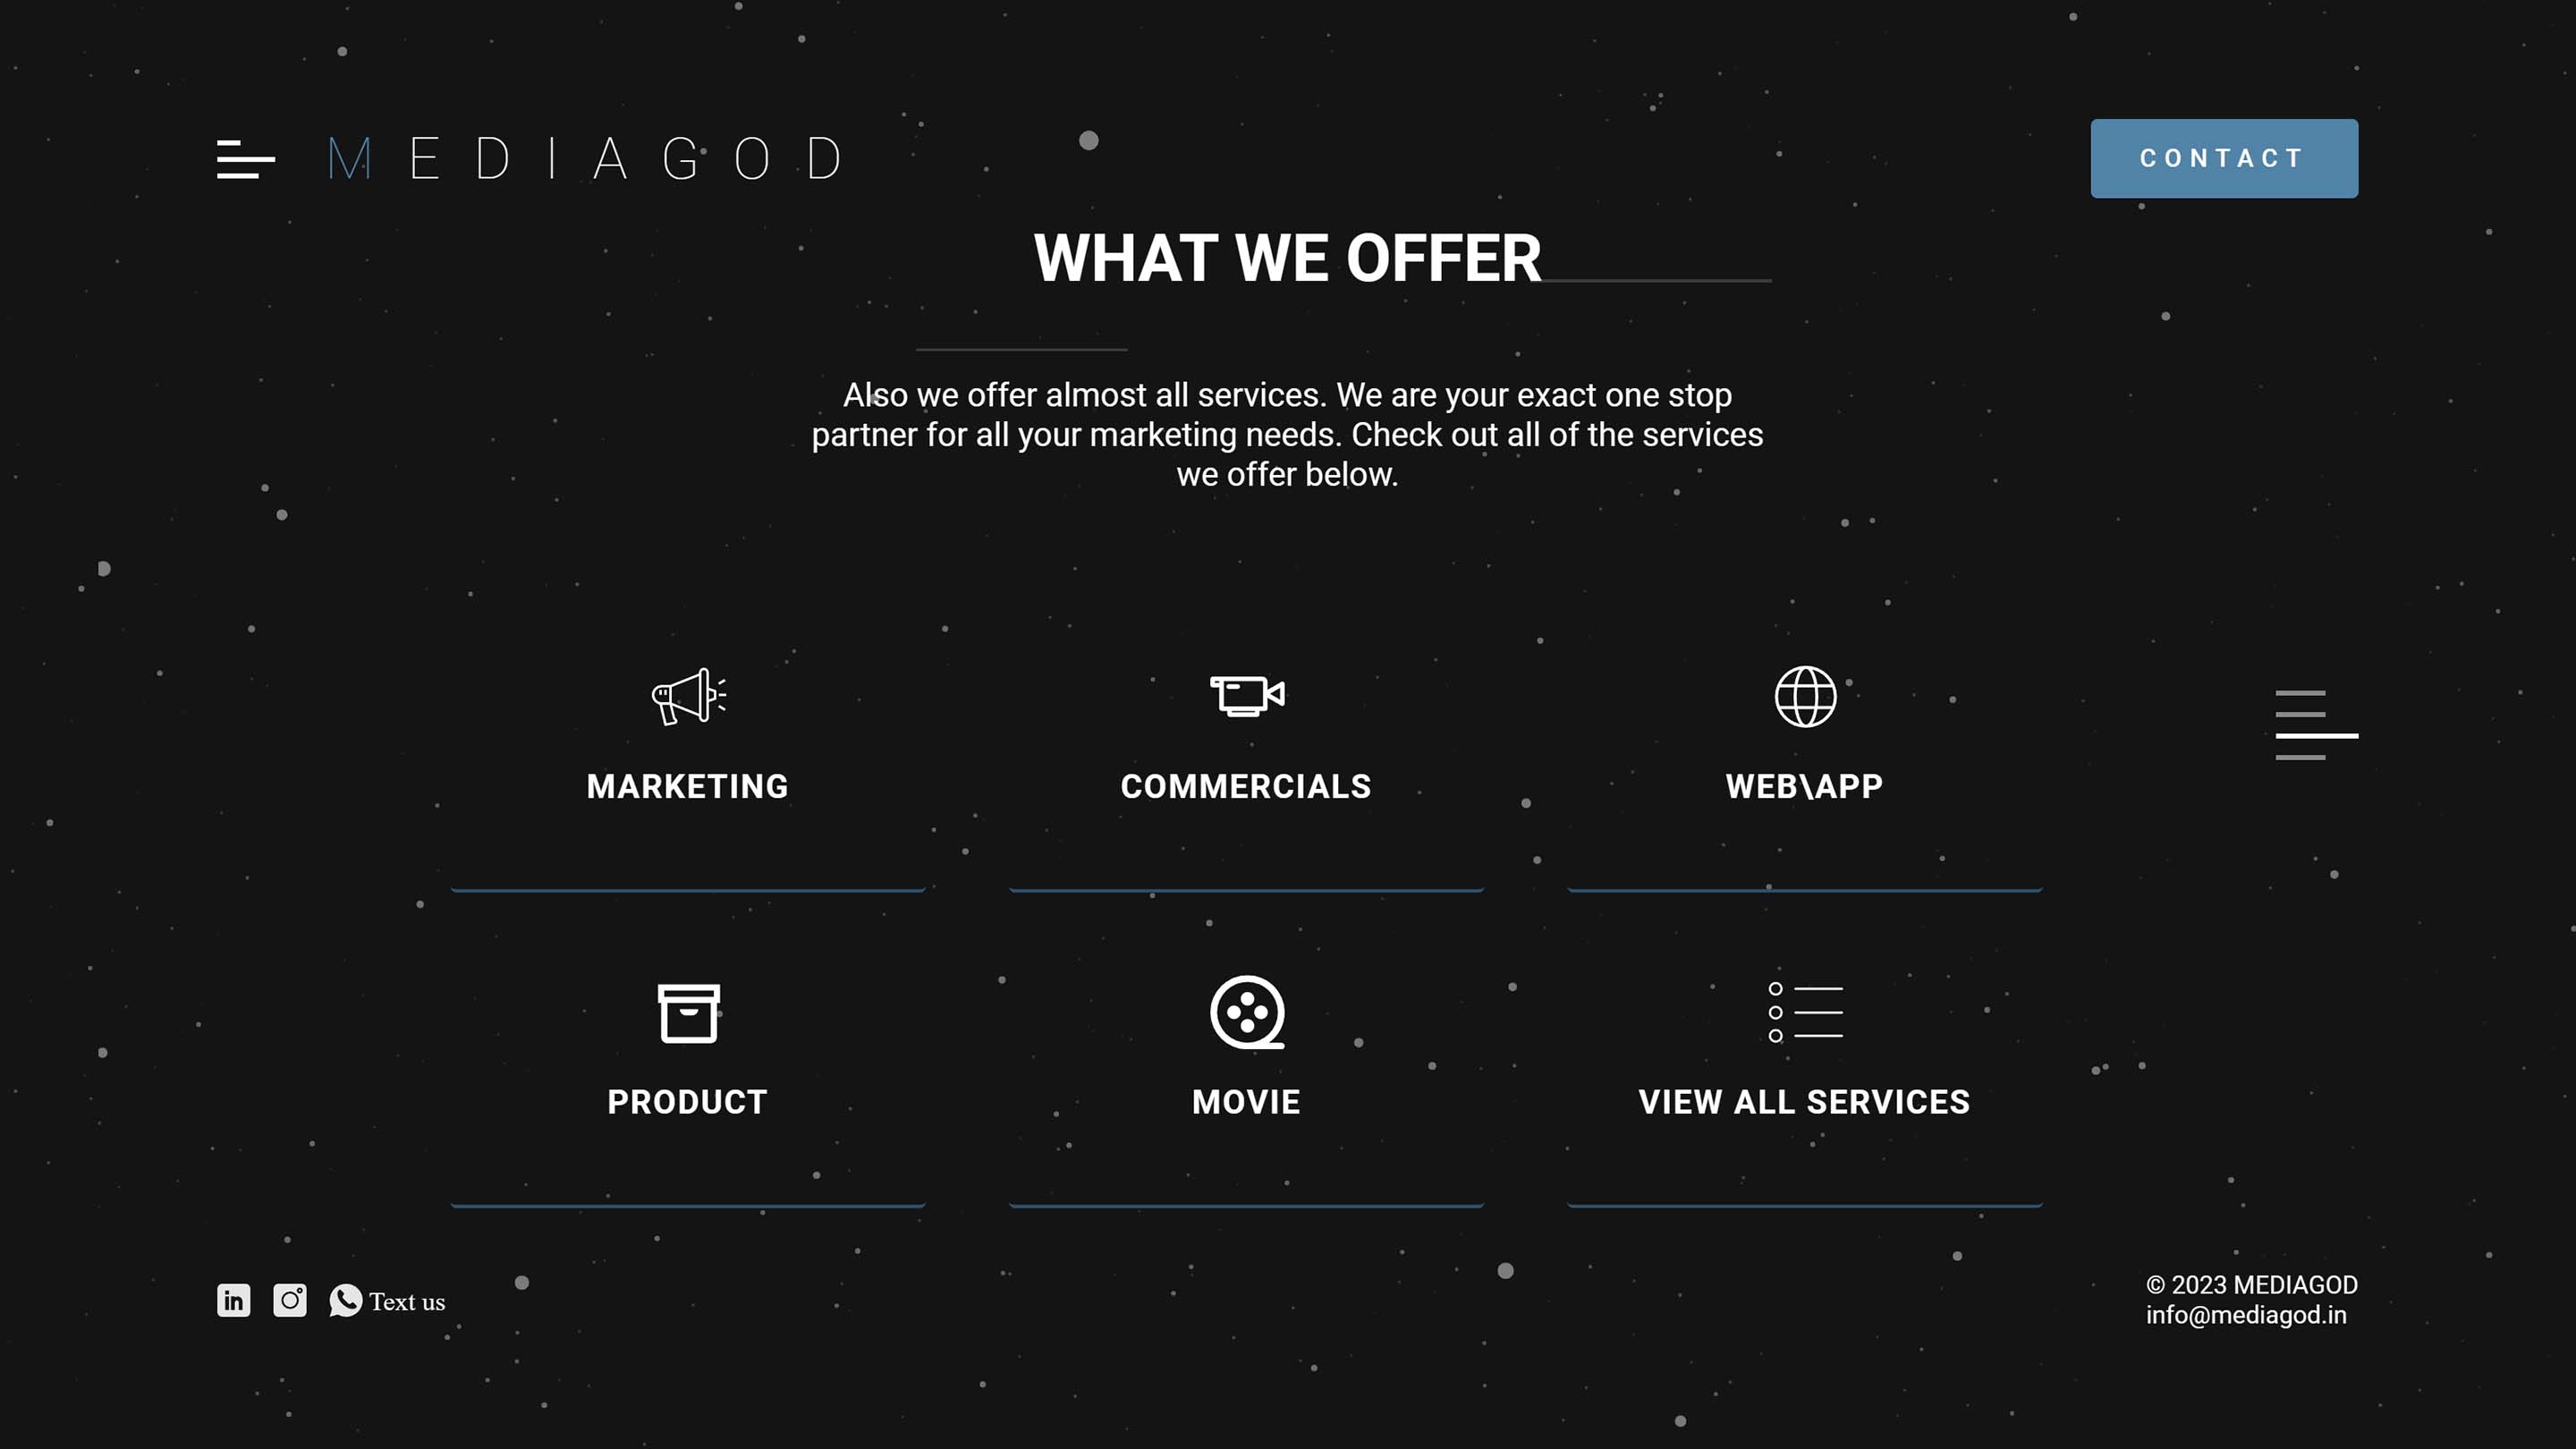 MEDIAGOD
CONTACT
WHAT WE OFFER
Also we offer almost all services. We are your exact one stop
partner for all your marketing needs. Check out all of the services
we offer below.
MARKETING
COMMERCIALS
WEB\APP
PRODUCT
MOVIE
VIEW ALL SERVICES
in
Text us
© 2023 MEDIAGOD
info@mediagod.in